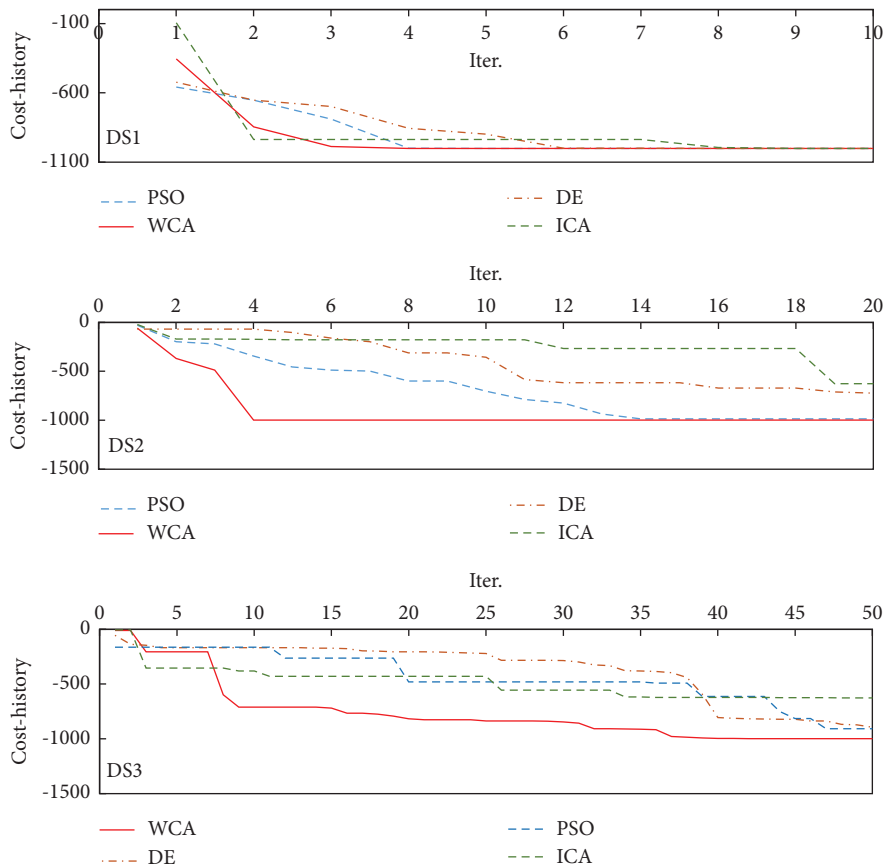 -100
0 1 2 3 4 5 6 7 8 9 10
Iter.
-600
Cost-history
DS1
-1100
PSO DE
WCA ICA
Iter.
0 2 4 6 8 10 12 14 16 18 20
0
-500
Cost-history
-1000
DS2
-1500
PSO DE
WCA ICA
Iter.
0 5 10 15 20 25 30 35 40 45 50
0
-500
Cost-history
-1000
DS3
-1500
WCA PSO
DE ICA